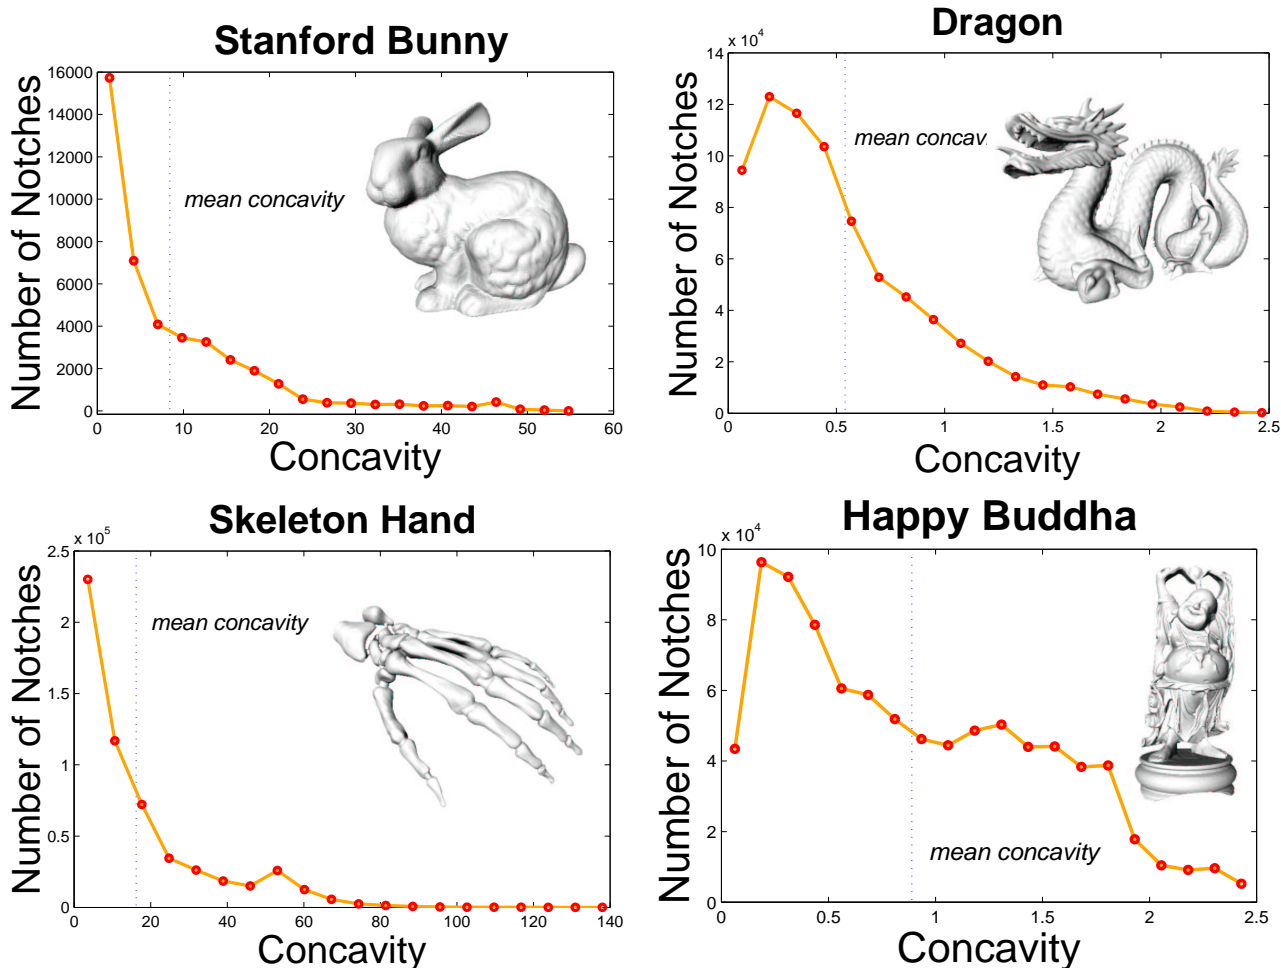 Stanford Bunny
Number of Notches
16000
14000
12000
10000
8000
6000
4000
2000
0
mean concavity
0 10 20 30 40 50 60
Concavity
Dragon
x 10^4
Number of Notches
14
12
10
8
6
4
2
0
mean concav
0 0.5 1 1.5 2 2.5
Concavity
Skeleton Hand
x 10^5
Number of Notches
2.5
2
1.5
1
0.5
0
mean concavity
0 20 40 60 80 100 120 140
Concavity
Happy Buddha
x 10^4
Number of Notches
10
8
6
4
2
0
mean concavity
0 0.5 1 1.5 2 2.5
Concavity